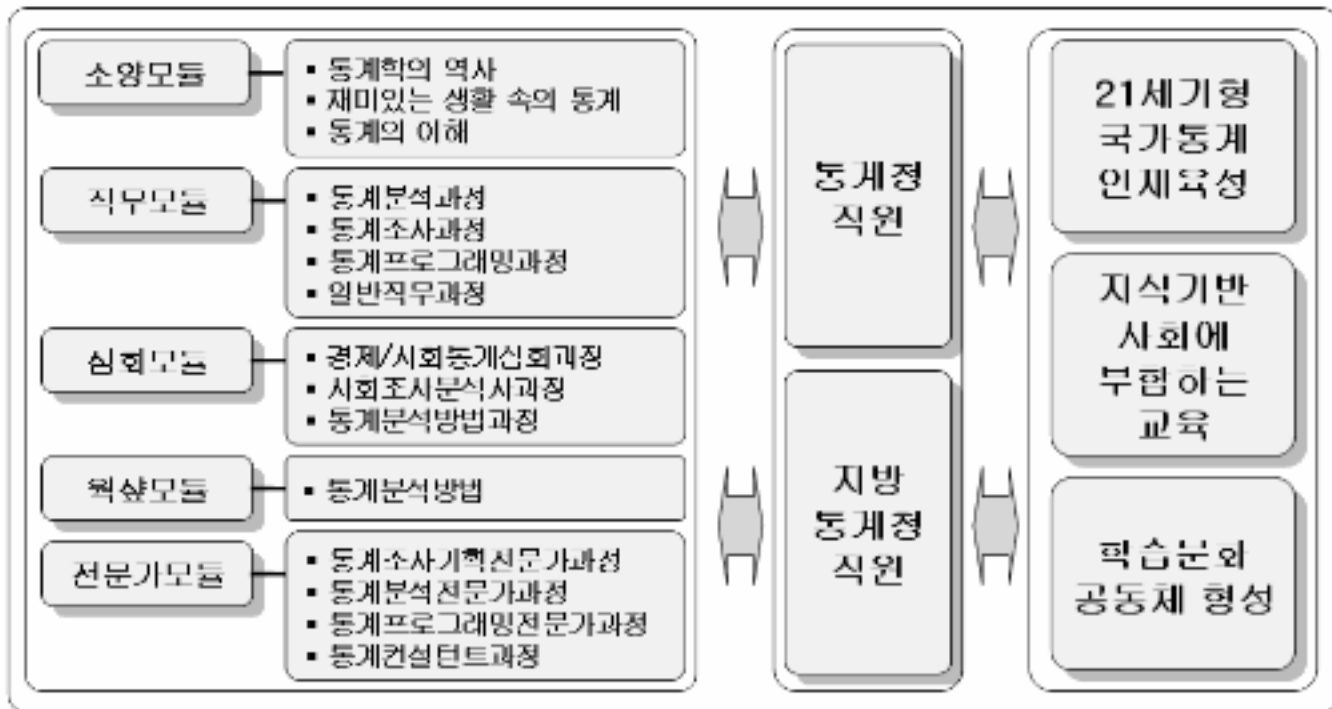 소양모듈
▪ 통계학의 역사
▪ 재미있는 생활 속의 통계
▪ 통계의 이해
직무모듈
▪ 통계분석과정
▪ 통계조사과정
▪ 통계프로그래밍과정
▪ 일반직무과정
심화모듈
▪ 경제/사회통계심화과정
▪ 사회조사분석사과정
▪ 통계분석방법과정
웍샾모듈
▪ 통계분석방법
전문가모듈
▪ 통계조사기획전문가과정
▪ 통계분석전문가과정
▪ 통계프로그래밍전문가과정
▪ 통계컨설턴트과정
통계청
직원
지방
통계청
직원
21세기형
국가통계
인재육성
지식기반
사회에
부합하는
교육
학습문화
공동체 형성